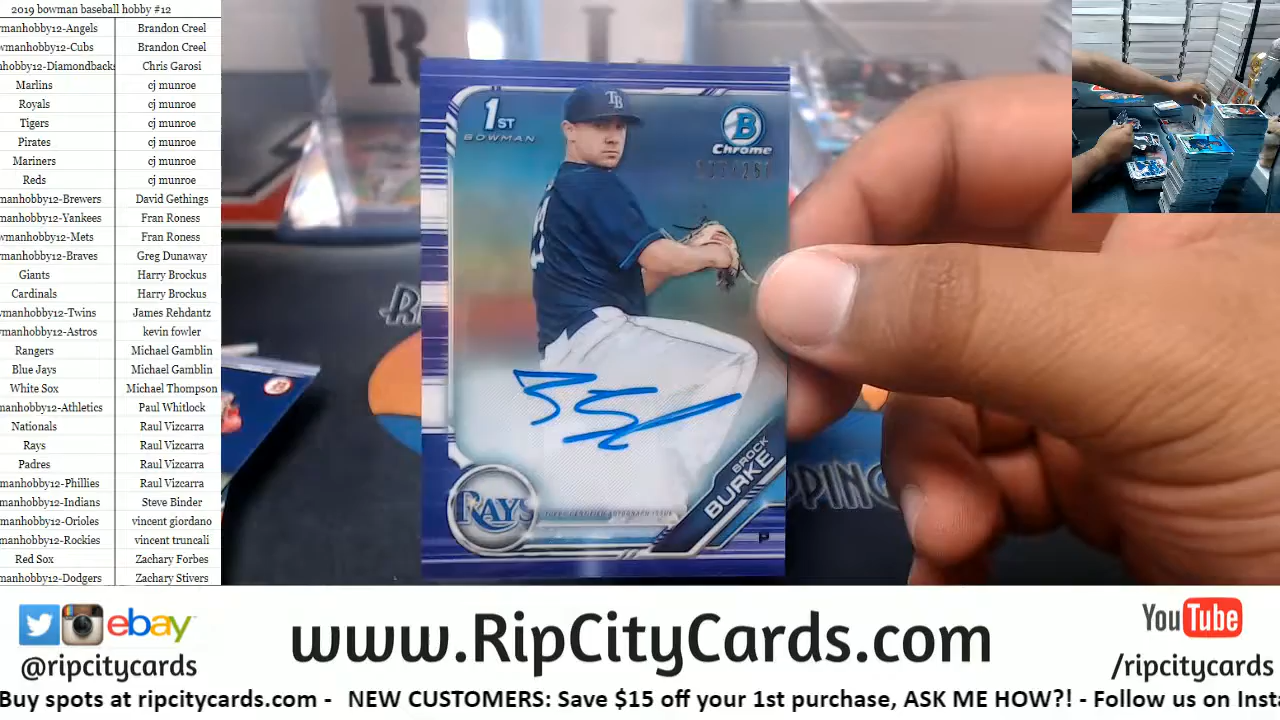 2019 bowman baseball hobby #12
wmanhobby12-Angels Brandon Creel
wmanhobby12-Cubs Brandon Creel
hobby12-Diamondbacks Chris Garosi
Marlins cj munroe
Royals cj munroe
Tigers cj munroe
Pirates cj munroe
Mariners cj munroe
Reds cj munroe
manhobby12-Brewers David Gethings
manhobby12-Yankees Fran Roness
wmanhobby12-Mets Fran Roness
manhobby12-Braves Greg Dunaway
Giants Harry Brockus
Cardinals Harry Brockus
wmanhobby12-Twins James Rehdantz
wmanhobby12-Astros kevin fowler
Rangers Michael Gamblin
Blue Jays Michael Gamblin
White Sox Michael Thompson
manhobby12-Athletics Paul Whitlock
Nationals Raul Vizcarra
Rays Raul Vizcarra
Padres Raul Vizcarra
manhobby12-Phillies Raul Vizcarra
manhobby12-Indians Steve Binder
manhobby12-Orioles vincent giordano
manhobby12-Rockies vincent truncali
Red Sox Zachary Forbes
manhobby12-Dodgers Zachary Stivers
1ST
BOWMAN
TB
B
Chrome
BROCK
BURKE
RAYS
PPING
ebay
@ripcitycards
www.RipCityCards.com
YouTube
/ripcitycards
Buy spots at ripcitycards.com - NEW CUSTOMERS: Save $15 off your 1st purchase, ASK ME HOW?! - Follow us on Insta